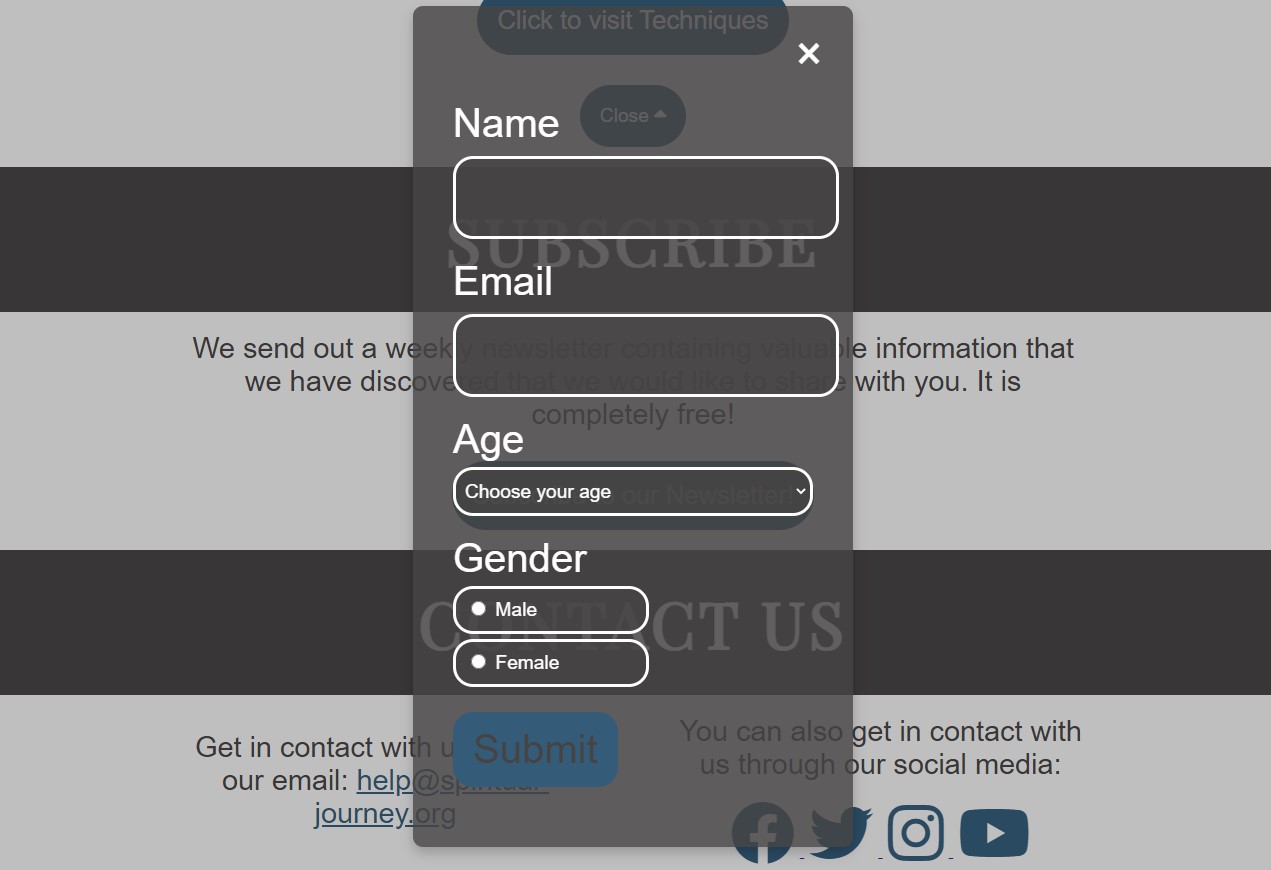 Click to visit Techniques
×
Close
Name
SUBSCRIBE
Email
We send out a weekly newsletter containing valuable information that
we have discovered that we would like to share with you. It is
completely free!
Age
Choose your age
our Newsletter!
Gender
Male
CONTACT US
Female
Submit
Get in contact with u
our email: help@spiritual-
journey.org
You can also get in contact with
us through our social media: